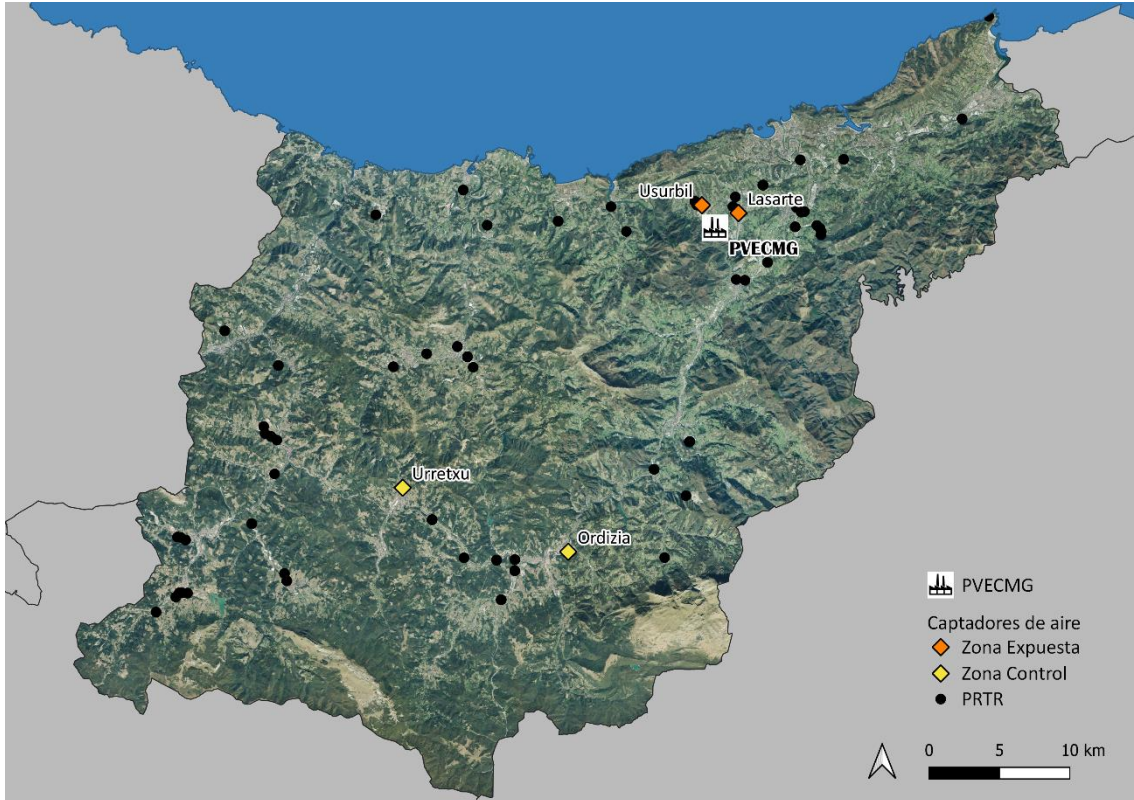 Usurbil
Lasarte
PVECMG
Urretxu
Ordizia
PVECMG
Captadores de aire
Zona Expuesta
Zona Control
PRTR
0 5 10 km